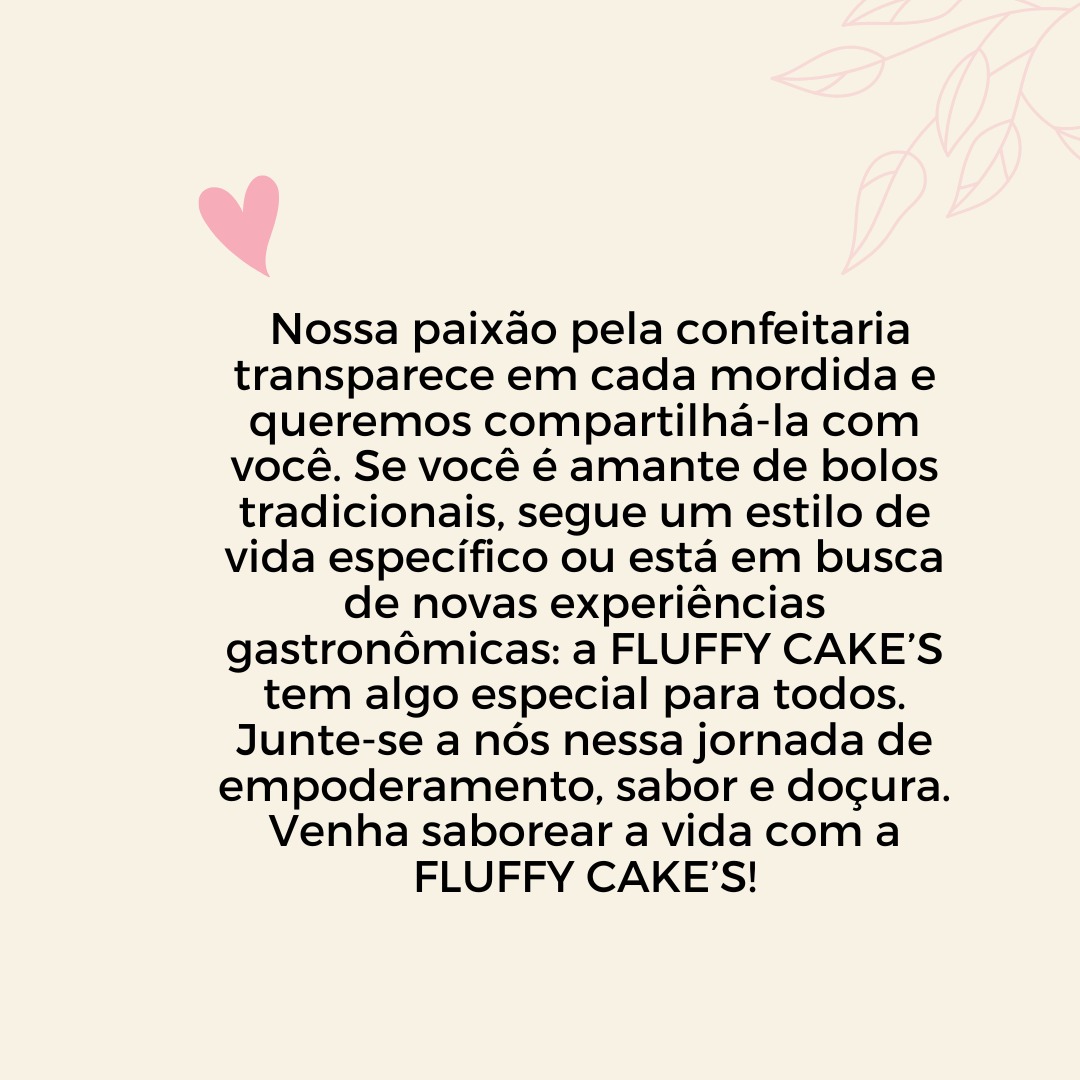 Nossa paixão pela confeitaria
transparece em cada mordida e
queremos compartilhá-la com
você. Se você é amante de bolos
tradicionais, segue um estilo de
vida específico ou está em busca
de novas experiências
gastronômicas: a FLUFFY CAKE’S
tem algo especial para todos.
Junte-se a nós nessa jornada de
empoderamento, sabor e doçura.
Venha saborear a vida com a
FLUFFY CAKE’S!